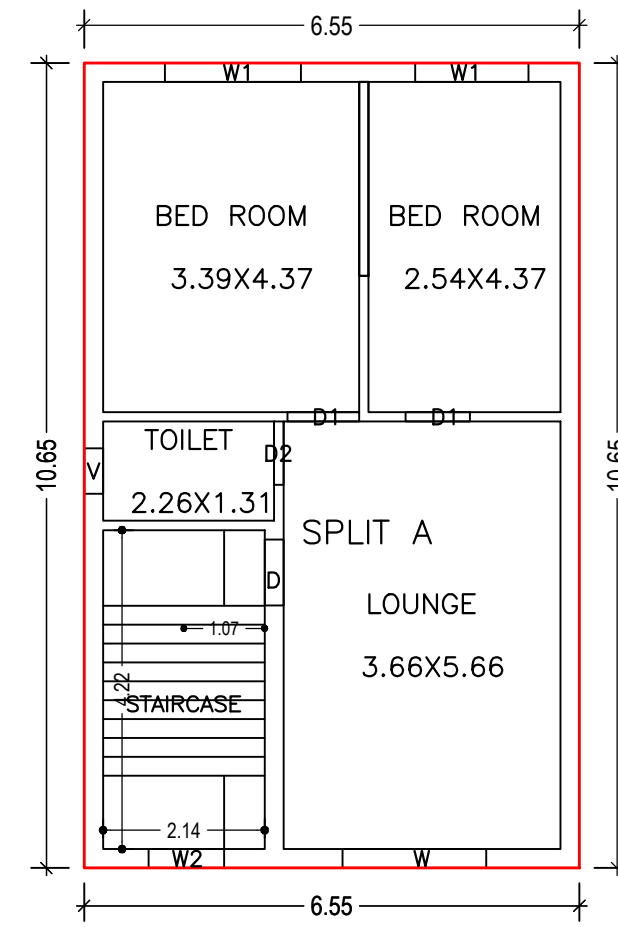 6.55
W1 W1
BED ROOM BED ROOM
3.39X4.37 2.54X4.37
D1 D1
TOILET
D2
10.65 V 10.65
2.26X1.31
SPLIT A
D
LOUNGE
1.07
3.66X5.66
4.22
STAIRCASE
2.14
W2 W
6.55